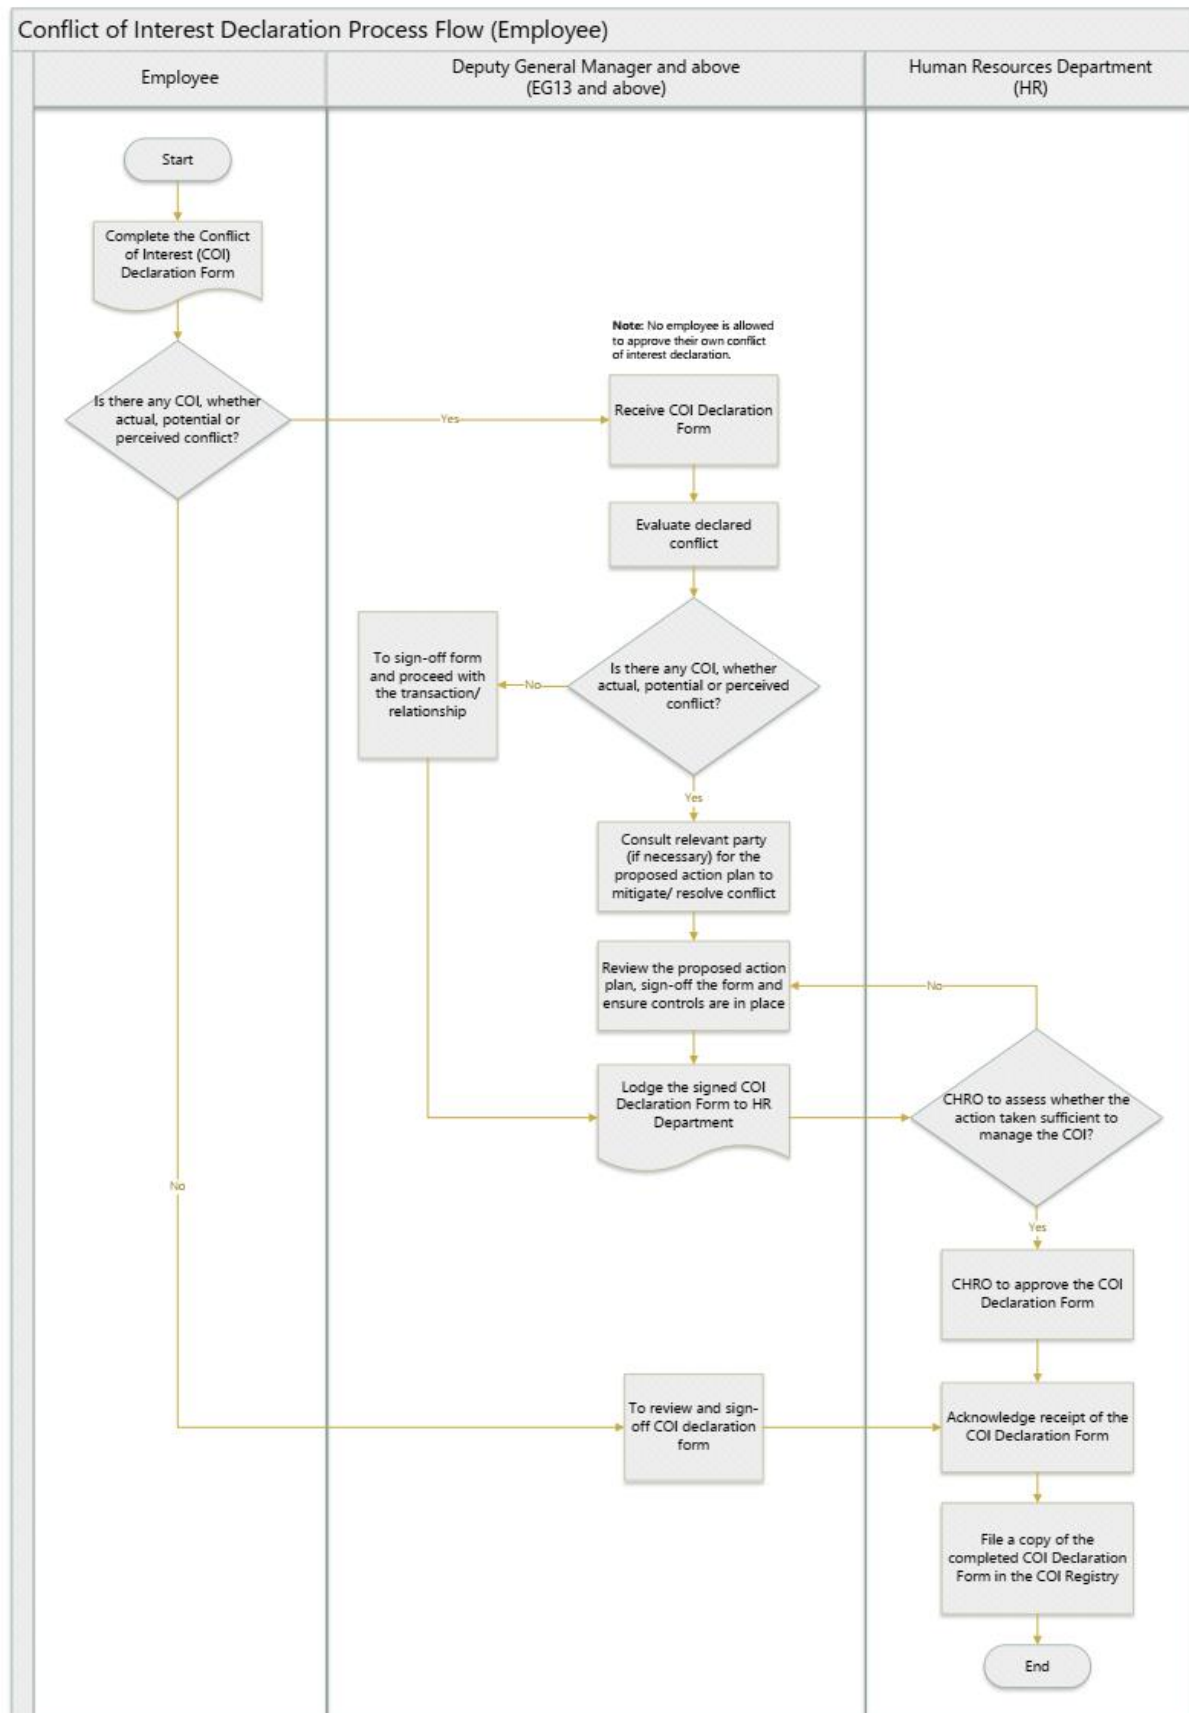 Conflict of Interest Declaration Process Flow (Employee)
Employee
Deputy General Manager and above
(EG13 and above)
Human Resources Department
(HR)
Start
Complete the Conflict
of Interest (COI)
Declaration Form
Note: No employee is allowed
to approve their own conflict
of interest declaration.
Is there any COI, whether
actual, potential or
perceived conflict?
Yes
Receive COI Declaration
Form
Evaluate declared
conflict
To sign-off form
and proceed with
the transaction/
relationship
No
Is there any COI, whether
actual, potential or perceived
conflict?
Yes
Consult relevant party
(if necessary) for the
proposed action plan to
mitigate/ resolve conflict
Review the proposed action
plan, sign-off the form and
ensure controls are in place
No
Lodge the signed COI
Declaration Form to HR
Department
CHRO to assess whether the
action taken sufficient to
manage the COI?
No
Yes
CHRO to approve the COI
Declaration Form
To review and sign-
off COI declaration
form
Acknowledge receipt of the
COI Declaration Form
File a copy of the
completed COI Declaration
Form in the COI Registry
End